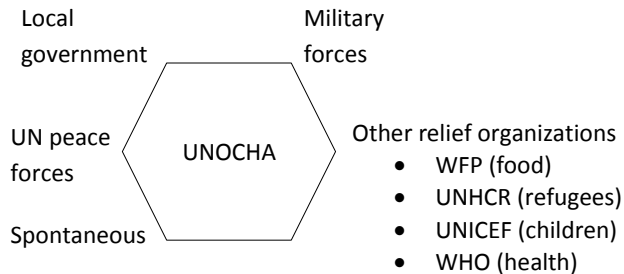 Local
government
Military
forces
UN peace
forces
UNOCHA
Other relief organizations
• WFP (food)
• UNHCR (refugees)
• UNICEF (children)
• WHO (health)
Spontaneous